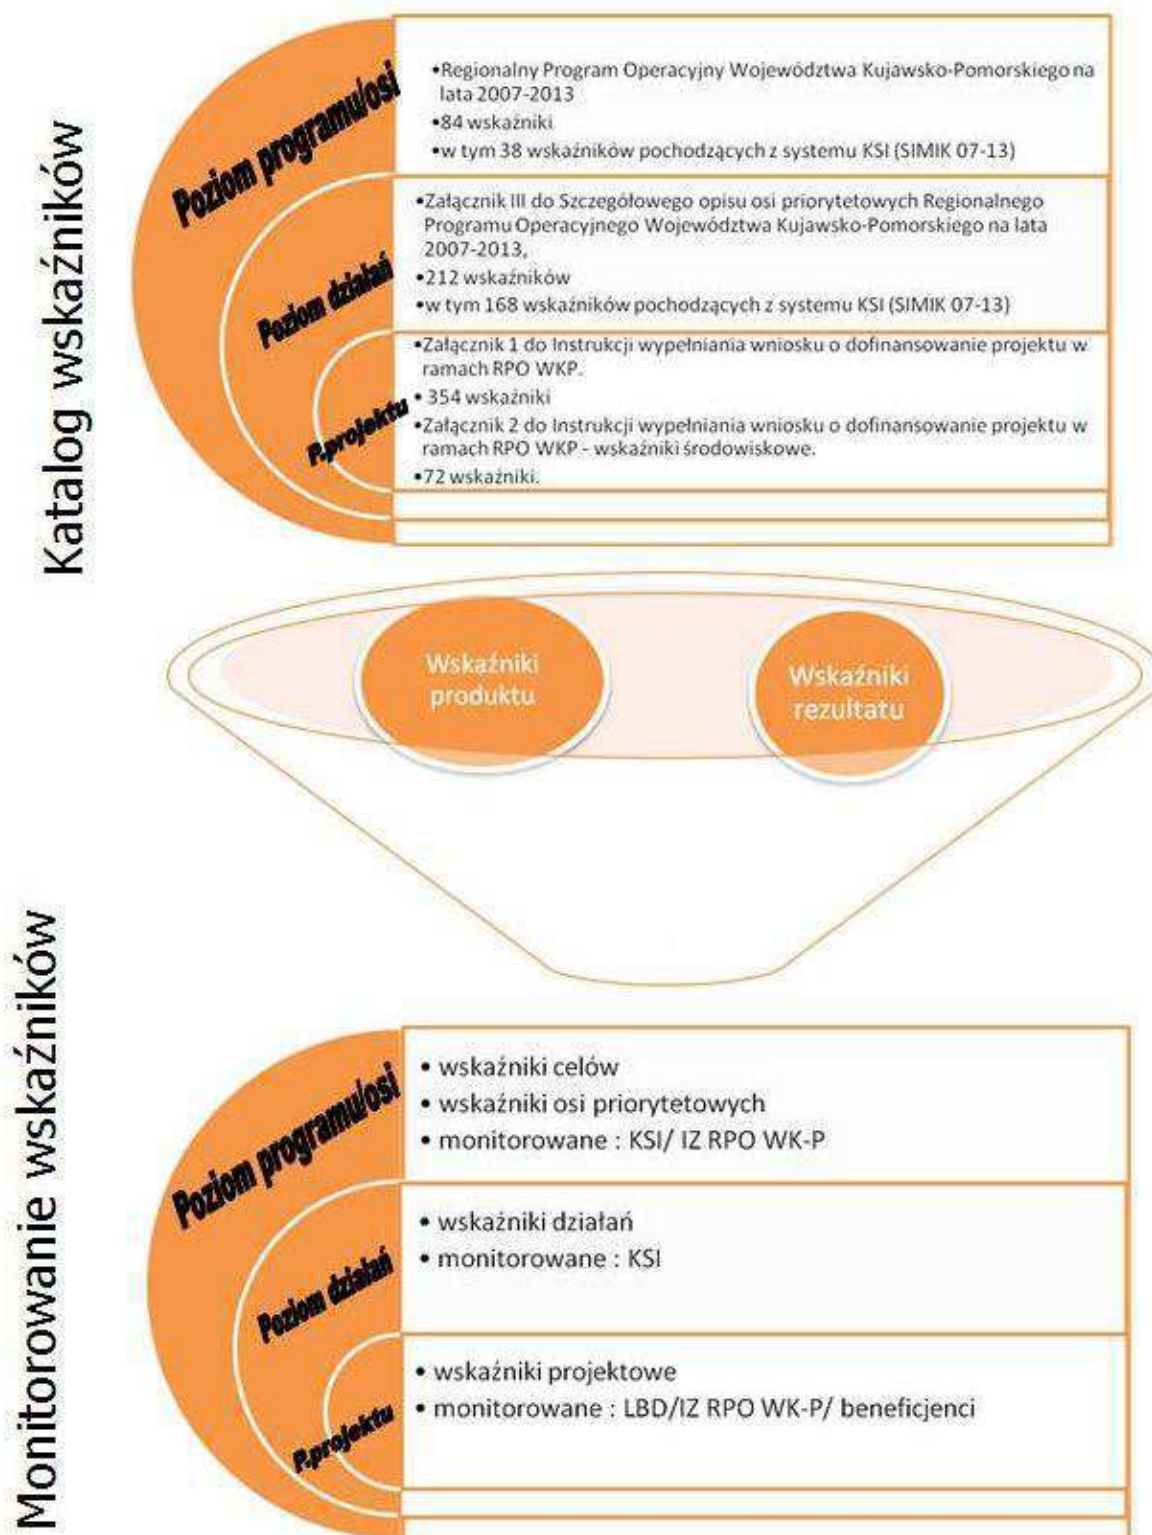 Katalog wskaźników
Poziom programu/osi
•Regionalny Program Operacyjny Województwa Kujawsko-Pomorskiego na
lata 2007-2013
•84 wskaźniki
•w tym 38 wskaźników pochodzących z systemu KSI (SIMIK 07-13)
Poziom działań
•Załącznik III do Szczegółowego opisu osi priorytetowych Regionalnego
Programu Operacyjnego Województwa Kujawsko-Pomorskiego na lata
2007-2013,
•212 wskaźników
•w tym 168 wskaźników pochodzących z systemu KSI (SIMIK 07-13)
P.projektu
•Załącznik 1 do Instrukcji wypełniania wniosku o dofinansowanie projektu w
ramach RPO WKP.
• 354 wskaźniki
•Załącznik 2 do Instrukcji wypełniania wniosku o dofinansowanie projektu w
ramach RPO WKP - wskaźniki środowiskowe.
•72 wskaźniki.
Wskaźniki
produktu
Wskaźniki
rezultatu
Monitorowanie wskaźników
Poziom programu/osi
• wskaźniki celów
• wskaźniki osi priorytetowych
• monitorowane : KSI/ IZ RPO WK-P
Poziom działań
• wskaźniki działań
• monitorowane : KSI
P.projektu
• wskaźniki projektowe
• monitorowane : LBD/IZ RPO WK-P/ beneficjenci